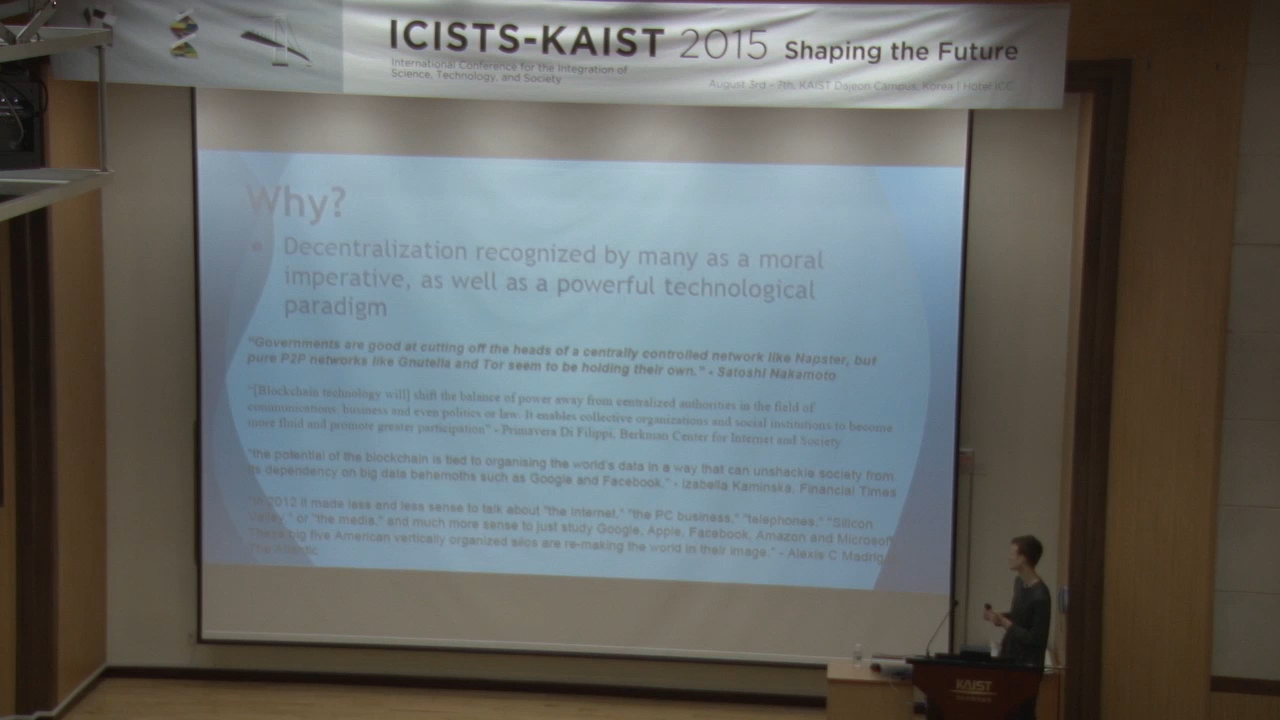 ICISTS-KAIST 2015 Shaping the Future
International Conference for the Integration of
Science, Technology, and Society
August 3rd - 7th, KAIST Dajeon Campus, Korea | Hotel ICC
Why?
• Decentralization recognized by many as a moral
imperative, as well as a powerful technological
paradigm
"Governments are good at cutting off the heads of a centrally controlled network like Napster, but
pure P2P networks like Gnutella and Tor seem to be holding their own." - Satoshi Nakamoto
"[Blockchain technology will] shift the balance of power away from centralized authorities in the field of
communications, business and even politics or law. It enables collective organizations and social institutions to become
more fluid and promote greater participation" - Primavera Di Filippi, Berkman Center for Internet and Society
"the potential of the blockchain is tied to organising the world's data in a way that can unshackle society from
its dependency on big data behemoths such as Google and Facebook." - Izabella Kaminska, Financial Times
"In 2012 it made less and less sense to talk about "the internet," "the PC business," "telephones," "Silicon
Valley," or "the media," and much more sense to just study Google, Apple, Facebook, Amazon and Microsoft
These big five American vertically organized silos are re-making the world in their image." - Alexis C Madrig
The Atlantic
KAIST